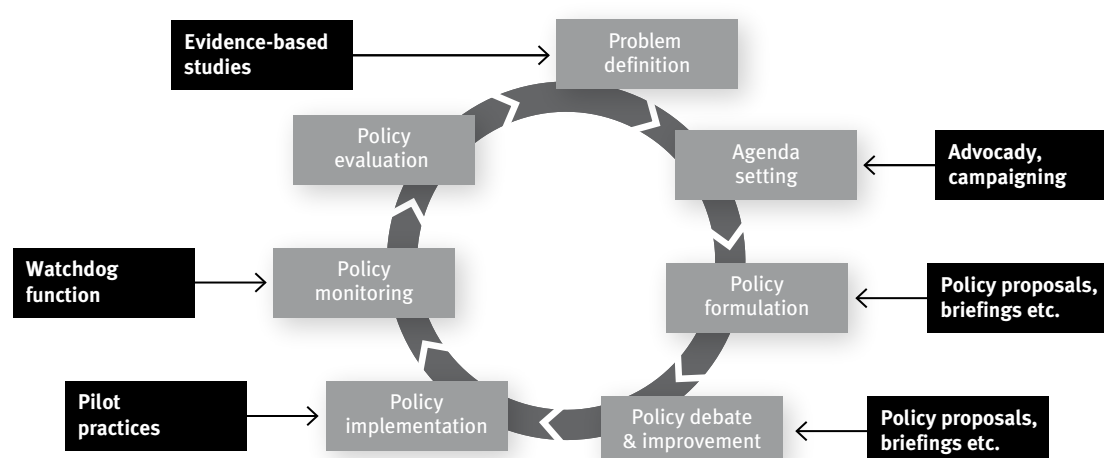 Evidence-based
studies
Problem
definition
Policy
evaluation
Agenda
setting
Advocady,
campaigning
Watchdog
function
Policy
monitoring
Policy
formulation
Policy proposals,
briefings etc.
Pilot
practices
Policy
implementation
Policy debate
& improvement
Policy proposals,
briefings etc.